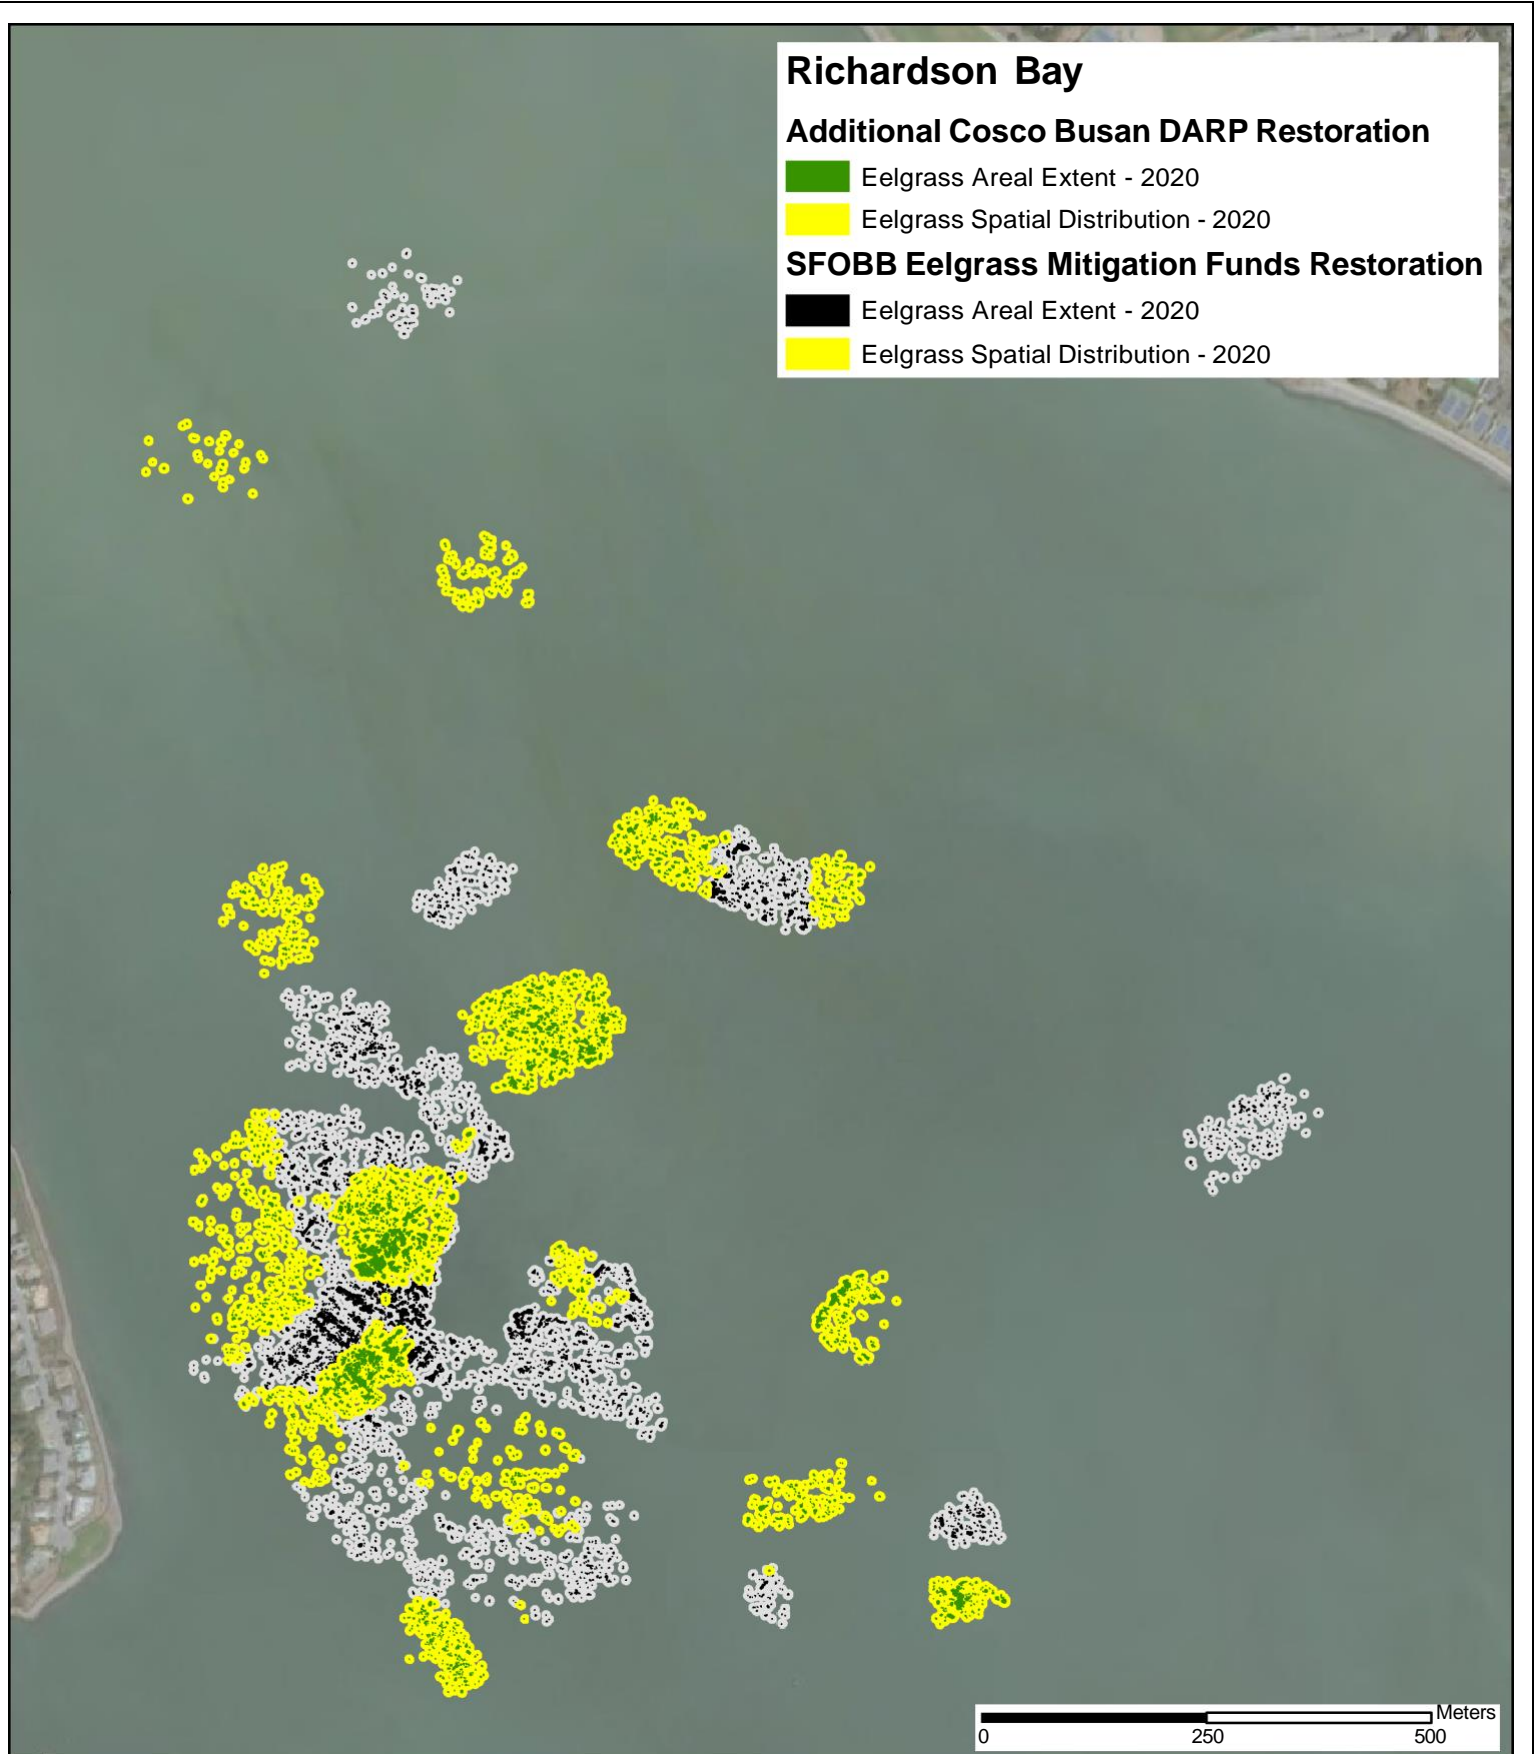 Richardson Bay
Additional Cosco Busan DARP Restoration
Eelgrass Areal Extent - 2020
Eelgrass Spatial Distribution - 2020
SFOBB Eelgrass Mitigation Funds Restoration
Eelgrass Areal Extent - 2020
Eelgrass Spatial Distribution - 2020
Meters
0 250 500